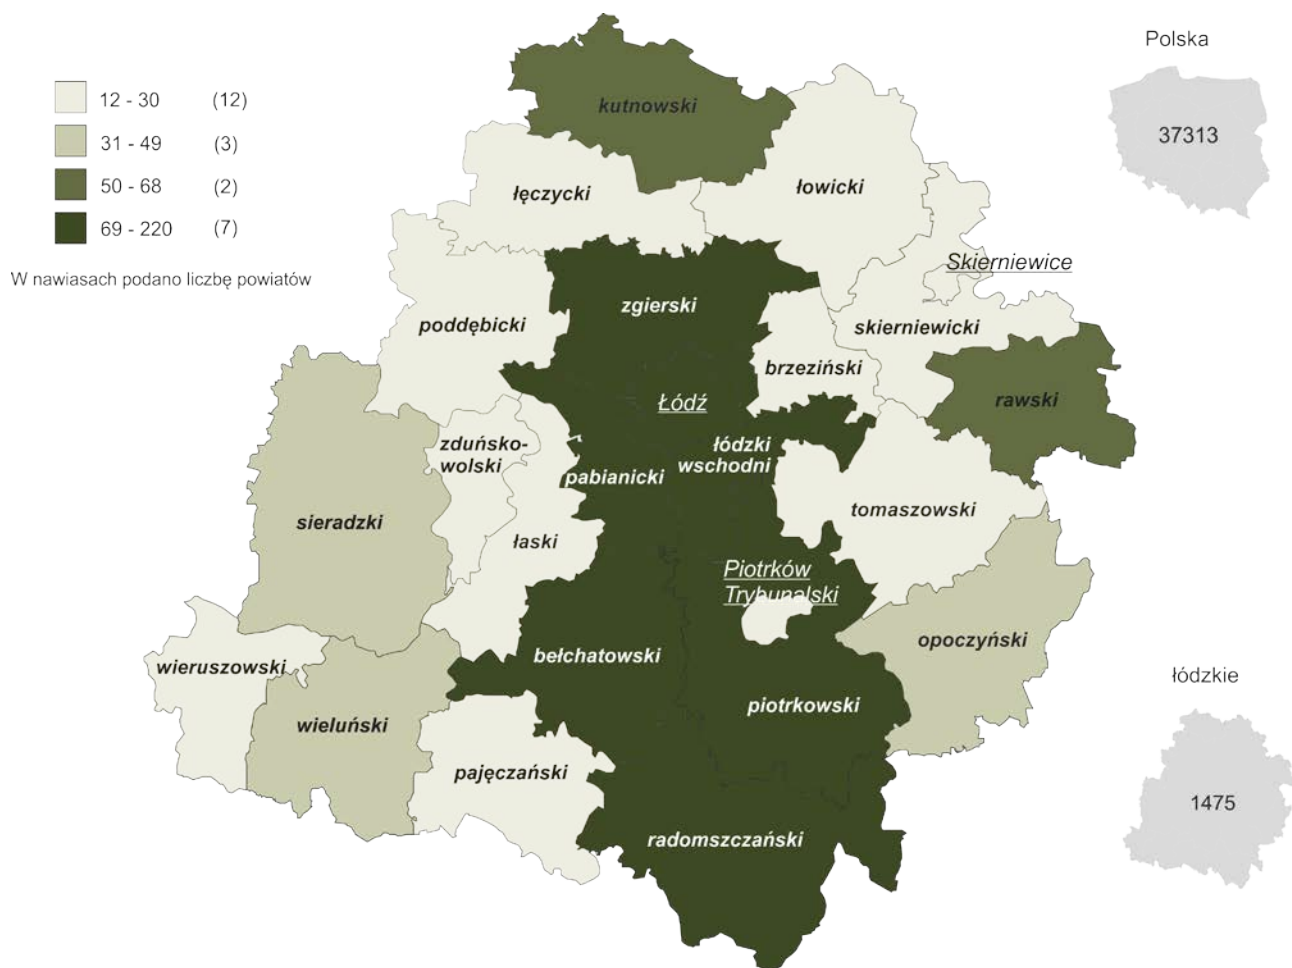 Polska
37313
12 - 30 (12)
31 - 49 (3)
50 - 68 (2)
69 - 220 (7)
W nawiasach podano liczbę powiatów
kutnowski
łęczycki
łowicki
Skierniewice
zgierski
poddębicki
skierniewicki
brzeziński
rawski
Łódź
zduńsko-
wolski
łódzki
wschodni
pabianicki
sieradzki
łaski
tomaszowski
Piotrków
Trybunalski
opoczyński
wieruszowski
bełchatowski
piotrkowski
wieluński
pajęczański
radomszczański
łódzkie
1475